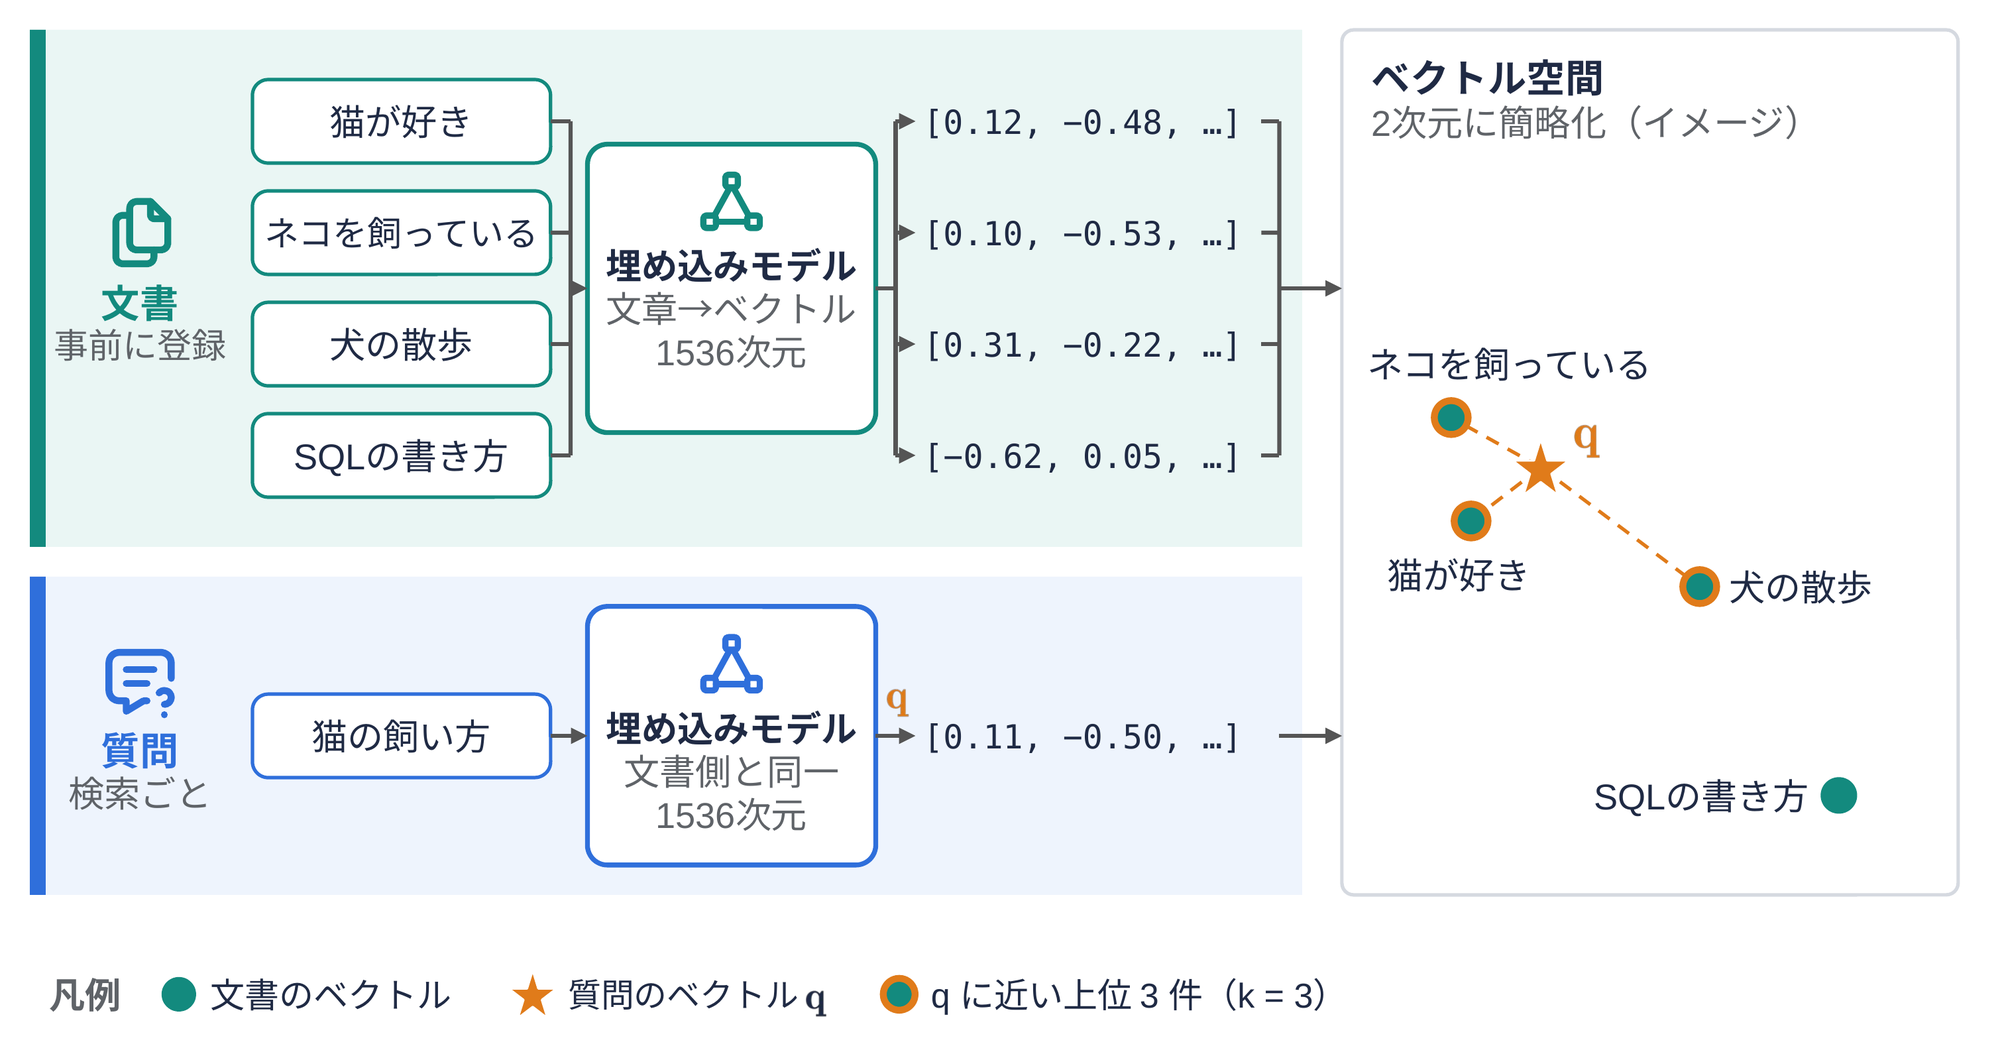 文書
事前に登録
猫が好き
ネコを飼っている
犬の散歩
SQLの書き方
埋め込みモデル
文章→ベクトル
1536次元
[0.12, −0.48, …]
[0.10, −0.53, …]
[0.31, −0.22, …]
[−0.62, 0.05, …]
質問
検索ごと
猫の飼い方
埋め込みモデル
文書側と同一
1536次元
q
[0.11, −0.50, …]
ベクトル空間
2次元に簡略化（イメージ）
ネコを飼っている
q
猫が好き
犬の散歩
SQLの書き方
凡例
文書のベクトル
質問のベクトル q
q に近い上位 3 件（k = 3）